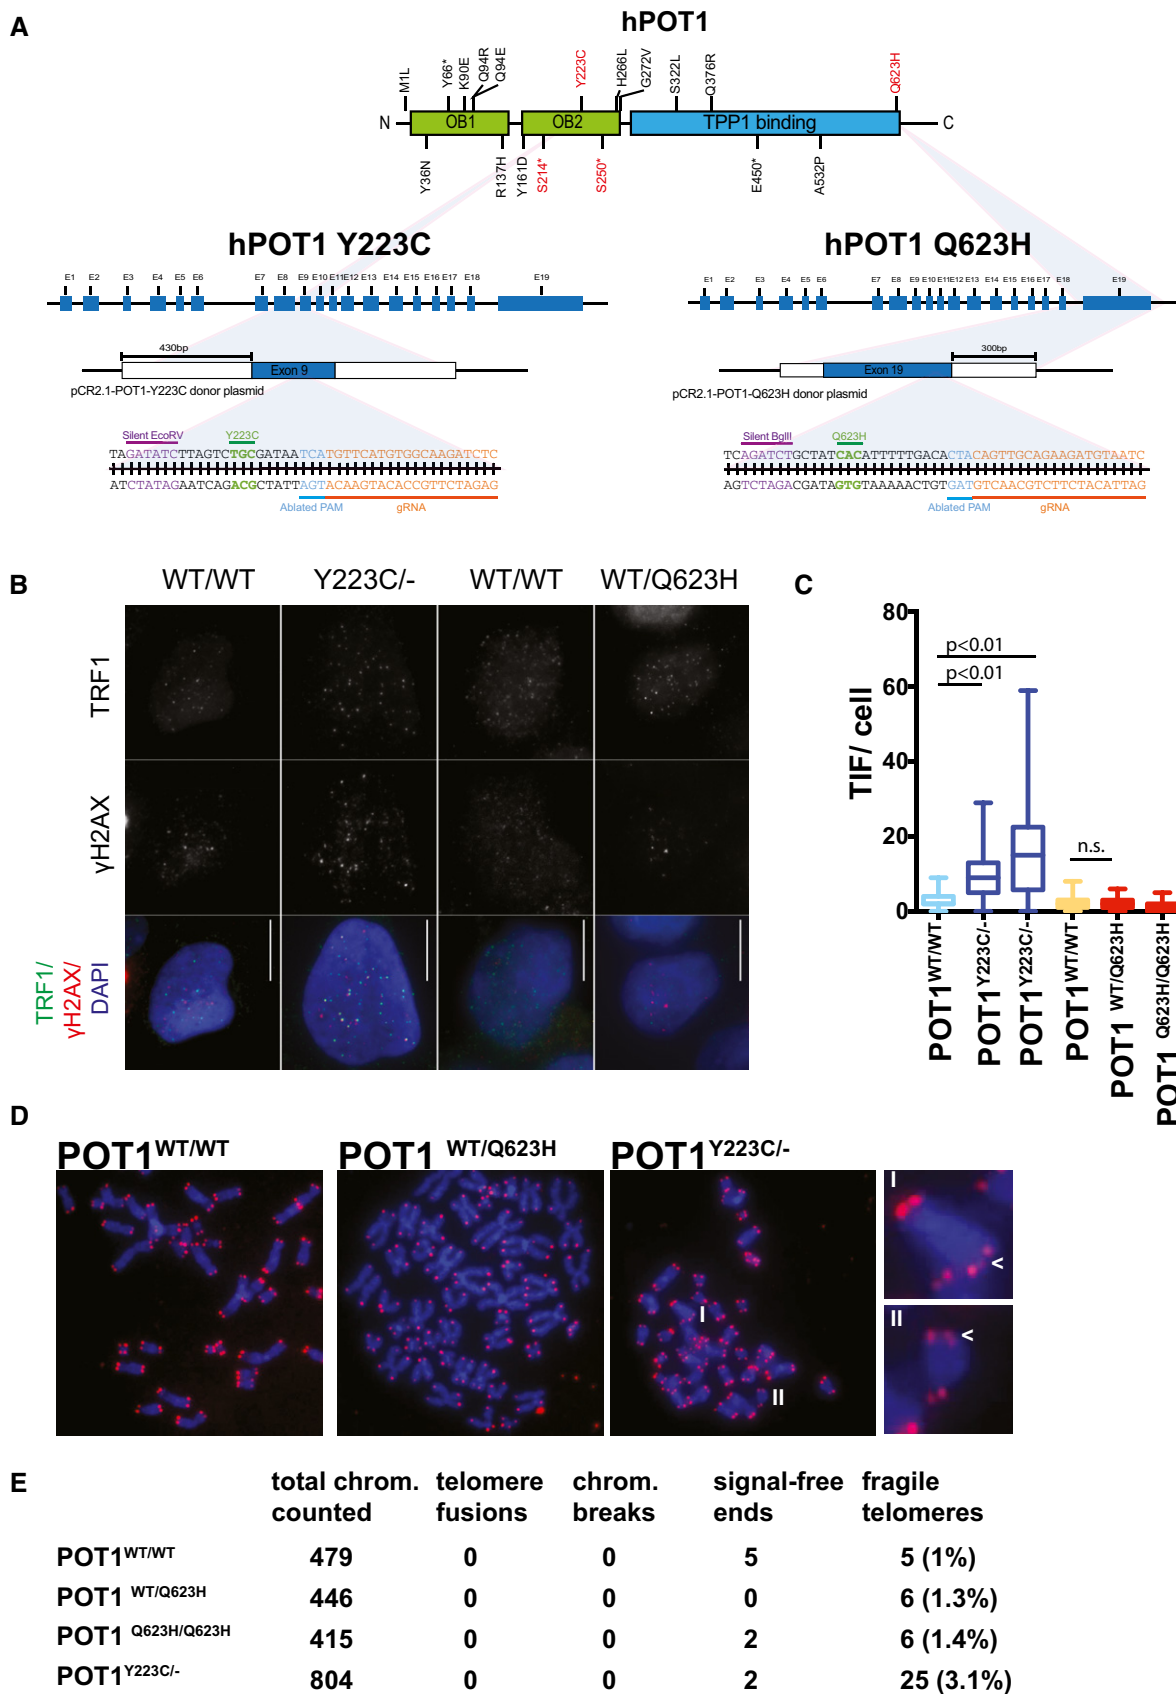 A
hPOT1
M1L Y66* K90E Q94R Q94E Y223C H266L G272V S322L Q376R Q623H
N OB1 OB2 TPP1 binding C
Y36N R137H Y161D S214* S250* E450* A532P
hPOT1 Y223C
E1 E2 E3 E4 E5 E6 E7 E8 E9 E10 E11 E12 E13 E14 E15 E16 E17 E18 E19
430bp
Exon 9
pCR2.1-POT1-Y223C donor plasmid
Silent EcoRV Y223C
TAGATATCTTAGTCTGCGATAATCATGTTCATGTGGCAAGATCTC
ATCTATAGAATCAGACGCTATTAGTACAAGTACACCGTTCTAGAG
Ablated PAM gRNA
hPOT1 Q623H
E1 E2 E3 E4 E5 E6 E7 E8 E9 E10 E11 E12 E13 E14 E15 E16 E17 E18 E19
300bp
Exon 19
pCR2.1-POT1-Q623H donor plasmid
Silent BglII Q623H
TCAGATCTGCTATCACATTTTTGACACTACAGTTGCAGAAGATGTAATC
AGTCTAGACGATAGTGTAAAAACTGTGATGTCAACGTCTTCTACATTAG
Ablated PAM gRNA
B
WT/WT Y223C/- WT/WT WT/Q623H
TRF1
γH2AX
TRF1/
γH2AX/
DAPI
C
TIF/ cell
80
60
40
20
0
p<0.01
p<0.01
n.s.
POT1WT/WT
POT1Y223C/-
POT1Y223C/-
POT1WT/WT
POT1 WT/Q623H
POT1 Q623H/Q623H
D
POT1WT/WT POT1 WT/Q623H POT1Y223C/-
I
II
I
<
II
<
E
total chrom. counted telomere fusions chrom. breaks signal-free ends fragile telomeres
POT1WT/WT 479 0 0 5 5 (1%)
POT1 WT/Q623H 446 0 0 0 6 (1.3%)
POT1 Q623H/Q623H 415 0 0 2 6 (1.4%)
POT1Y223C/- 804 0 0 2 25 (3.1%)